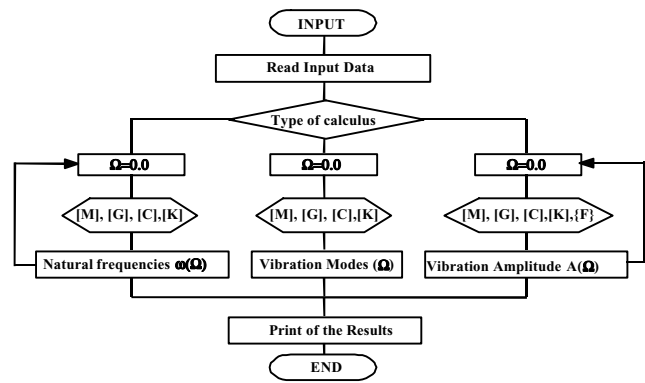 INPUT
Read Input Data
Type of calculus
Ω=0.0
Ω=0.0
Ω=0.0
[M], [G], [C],[K]
[M], [G], [C],[K]
[M], [G], [C],[K],{F}
Natural frequencies ω(Ω)
Vibration Modes (Ω)
Vibration Amplitude A(Ω)
Print of the Results
END